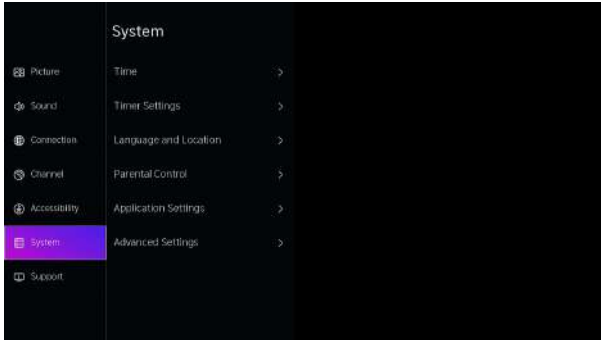 System
Picture
Sound
Connection
Channel
Accessibility
System
Support
Time
Timer Settings
Language and Location
Parental Control
Application Settings
Advanced Settings